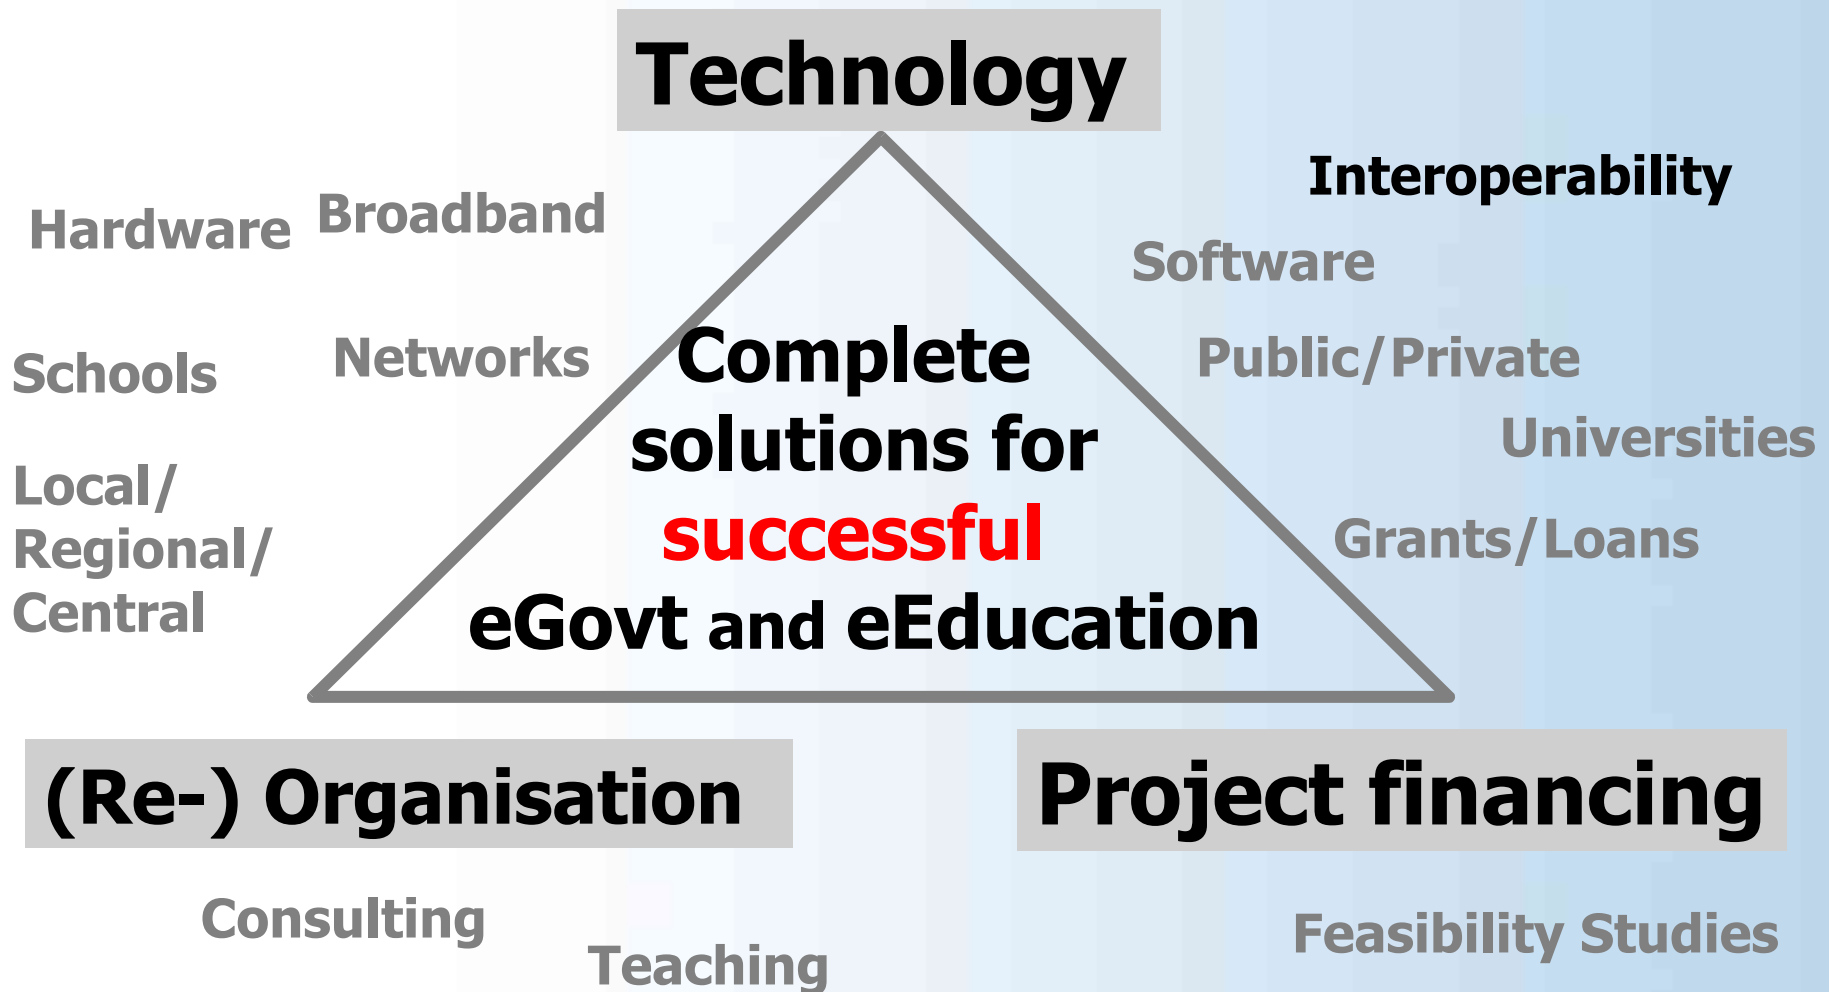 Technology
Interoperability
Hardware
Broadband
Software
Schools
Networks
Public/Private
Universities
Complete
solutions for
successful
eGovt and eEducation
Local/
Regional/
Central
Grants/Loans
(Re-) Organisation
Project financing
Consulting
Teaching
Feasibility Studies